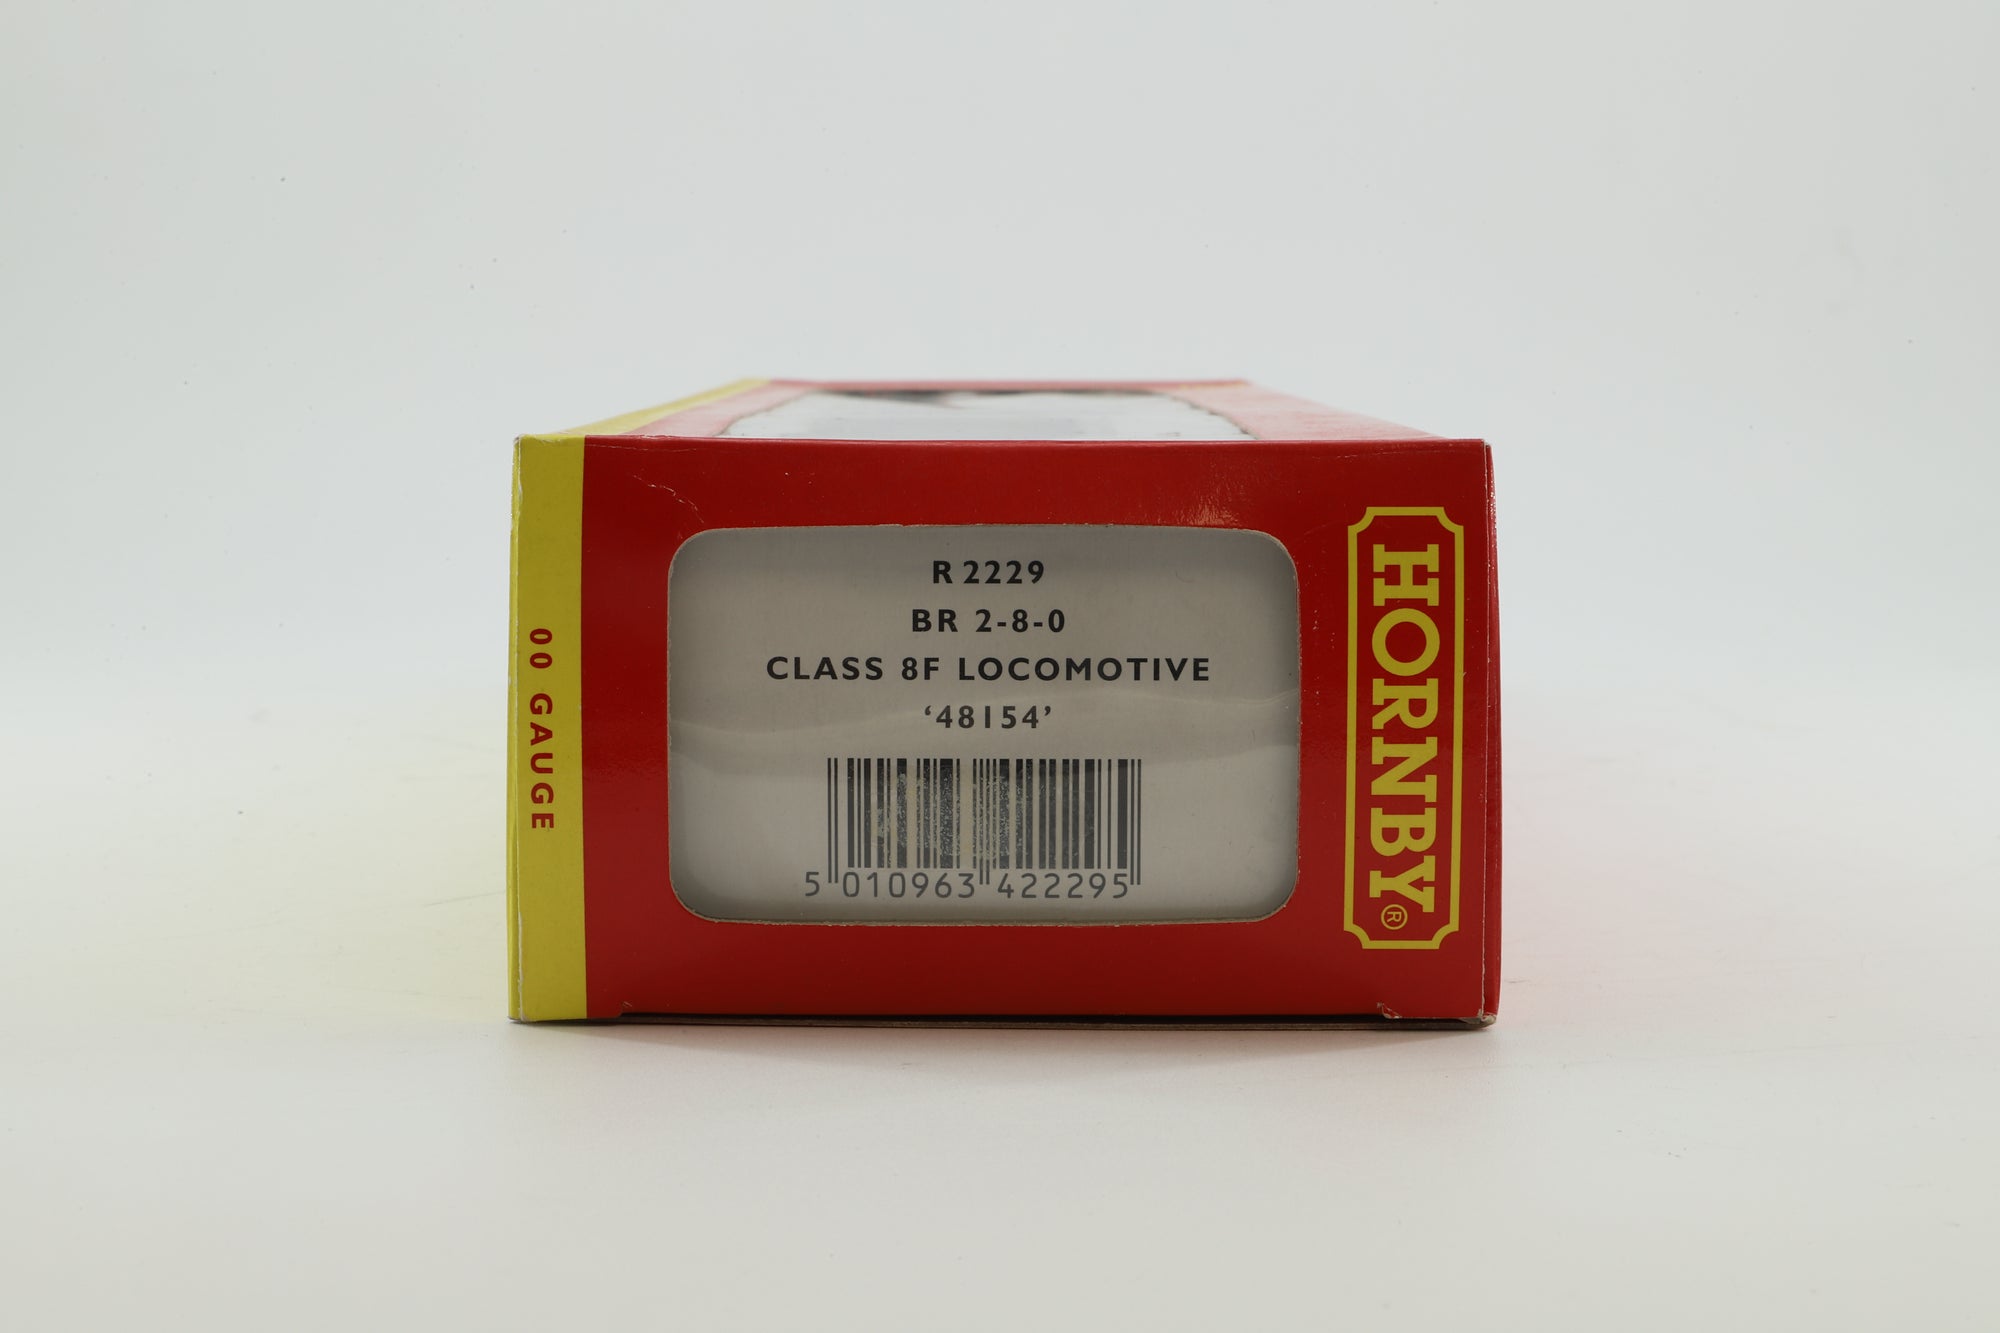 R 2229
BR 2-8-0
CLASS 8F LOCOMOTIVE
‘48154’
5 010963 422295
00 GAUGE
HORNBY®